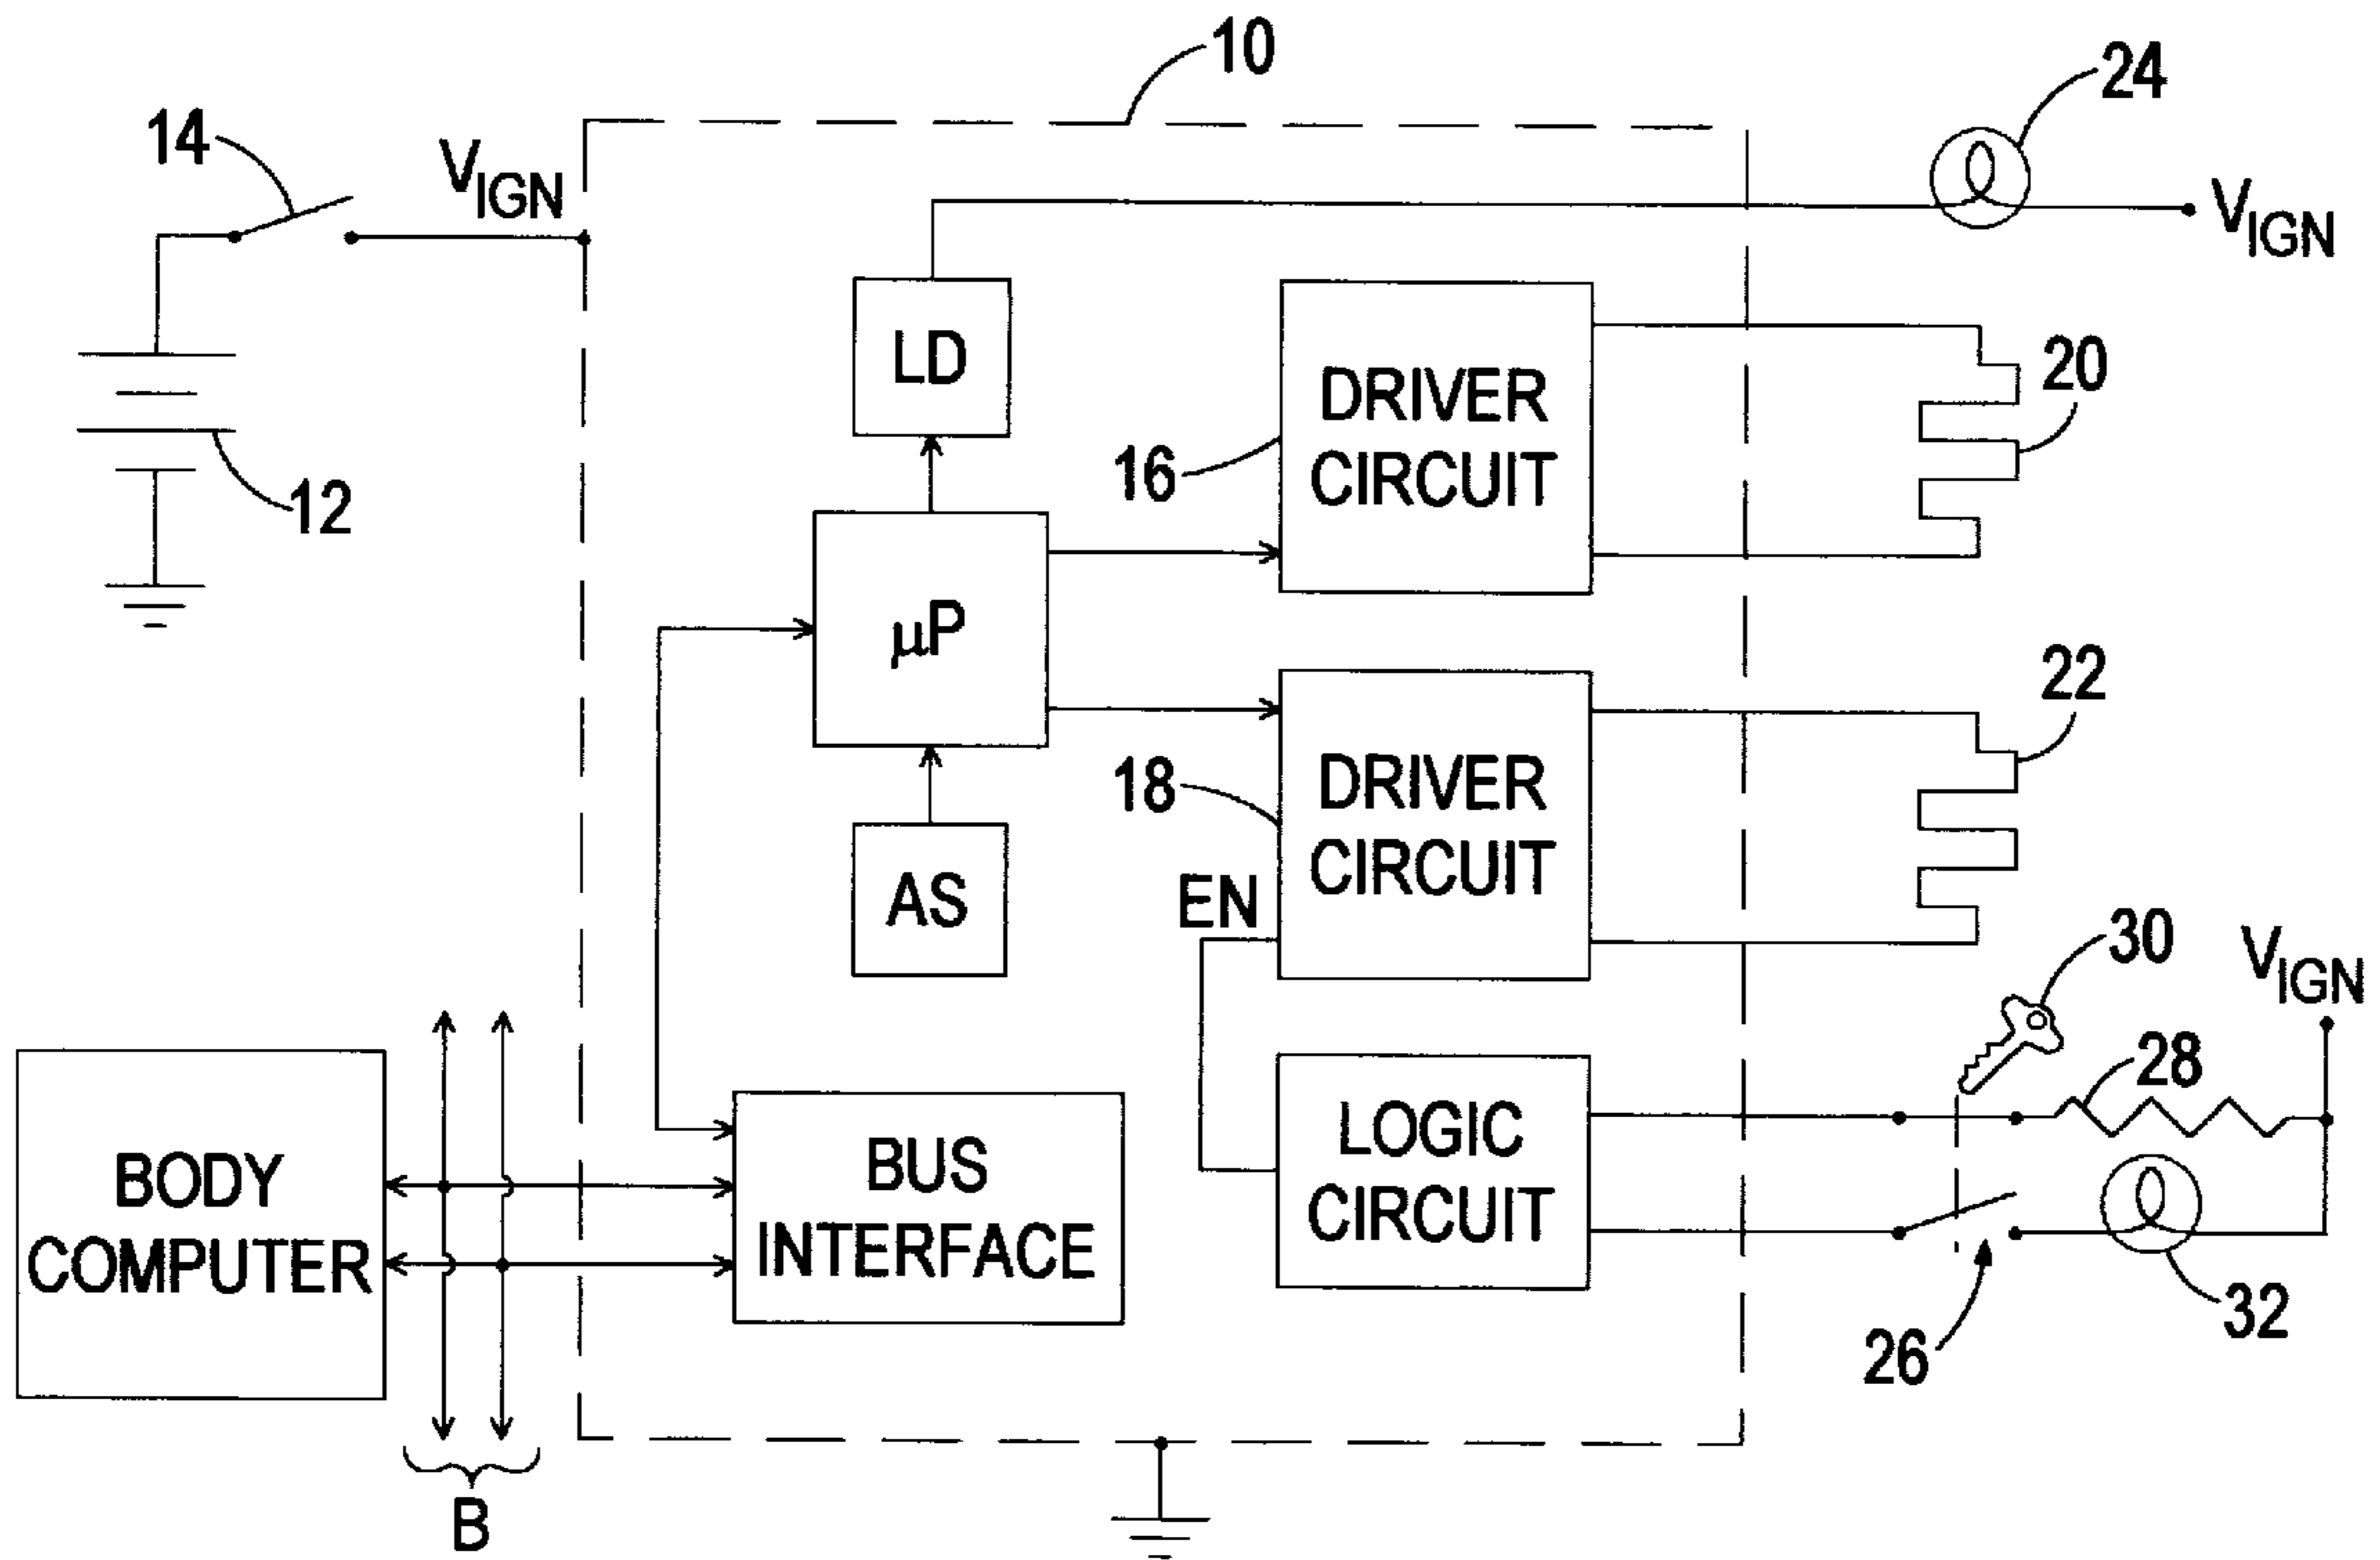 10
24
14
VIGN
VIGN
LD
DRIVER
CIRCUIT
20
16
12
µP
22
DRIVER
CIRCUIT
18
AS
EN
30
VIGN
28
LOGIC
CIRCUIT
BODY
COMPUTER
BUS
INTERFACE
32
26
B